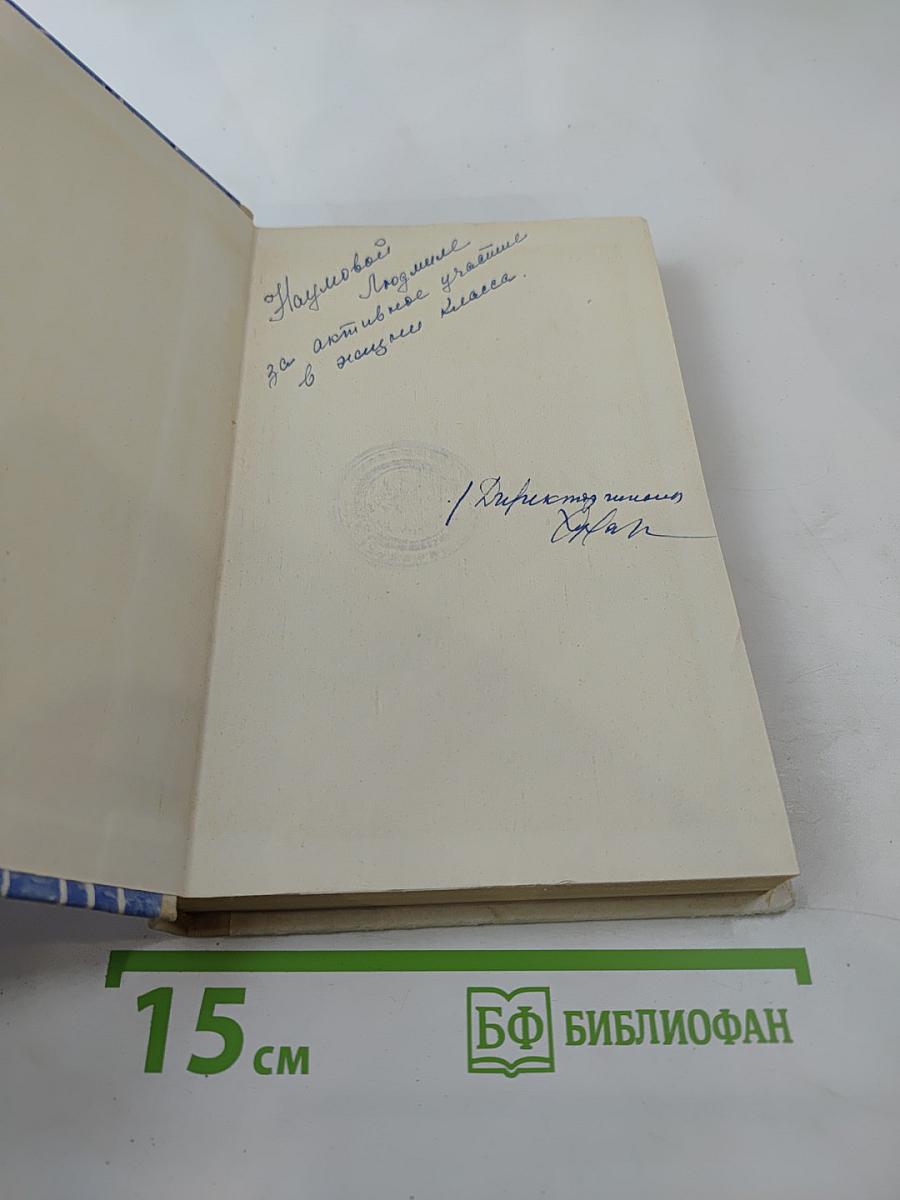 Наумовой
Людмиле
за активное участие
в жизни класса.
Директор школы
15 см
БФ БИБЛИОФАН